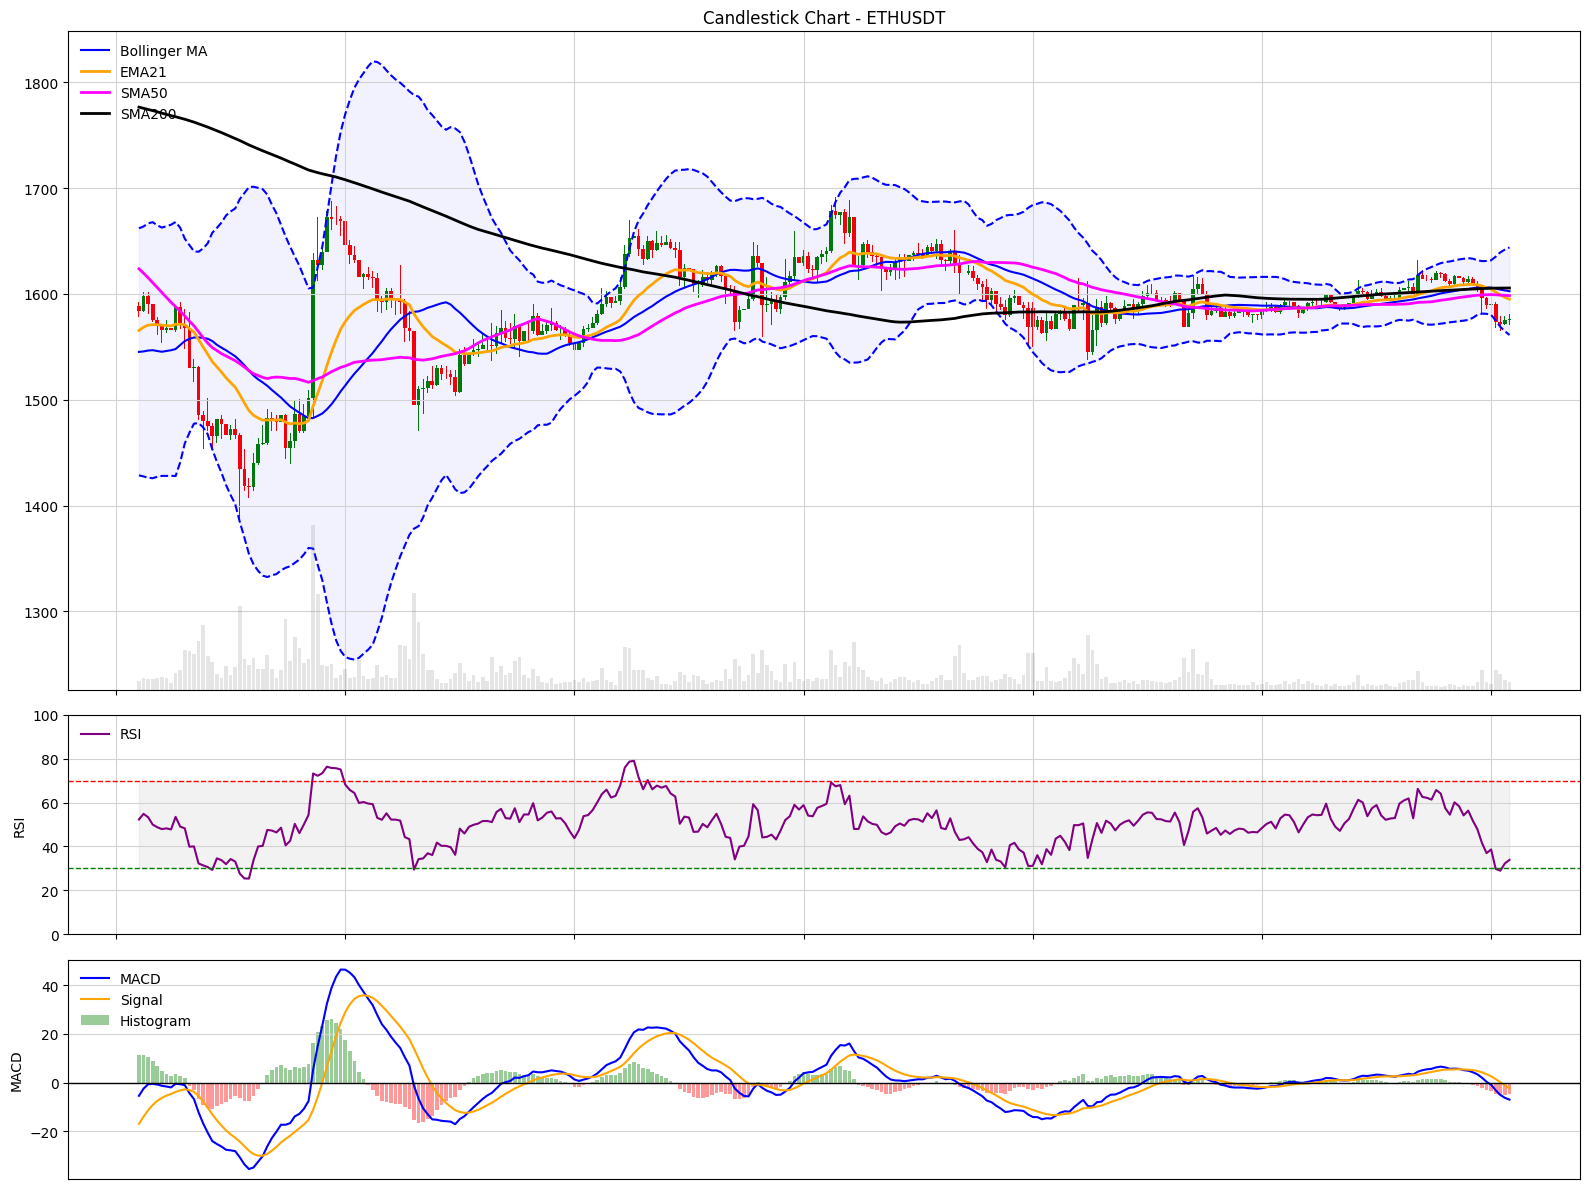 Candlestick Chart - ETHUSDT
Bollinger MA
EMA21
SMA50
SMA200
1800
1700
1600
1500
1400
1300
RSI
100
80
60
40
20
0
RSI
MACD
Signal
Histogram
40
20
0
−20
MACD